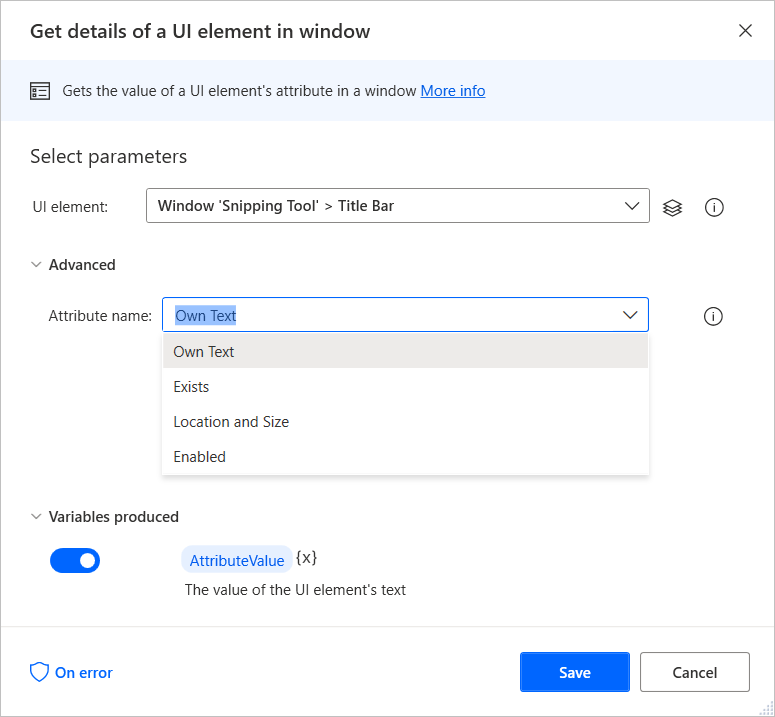 Get details of a UI element in window
Gets the value of a UI element's attribute in a window More info
Select parameters
UI element: Window 'Snipping Tool' > Title Bar
Advanced
Attribute name: Own Text
Own Text
Exists
Location and Size
Enabled
Variables produced
AttributeValue {x}
The value of the UI element's text
On error Save Cancel